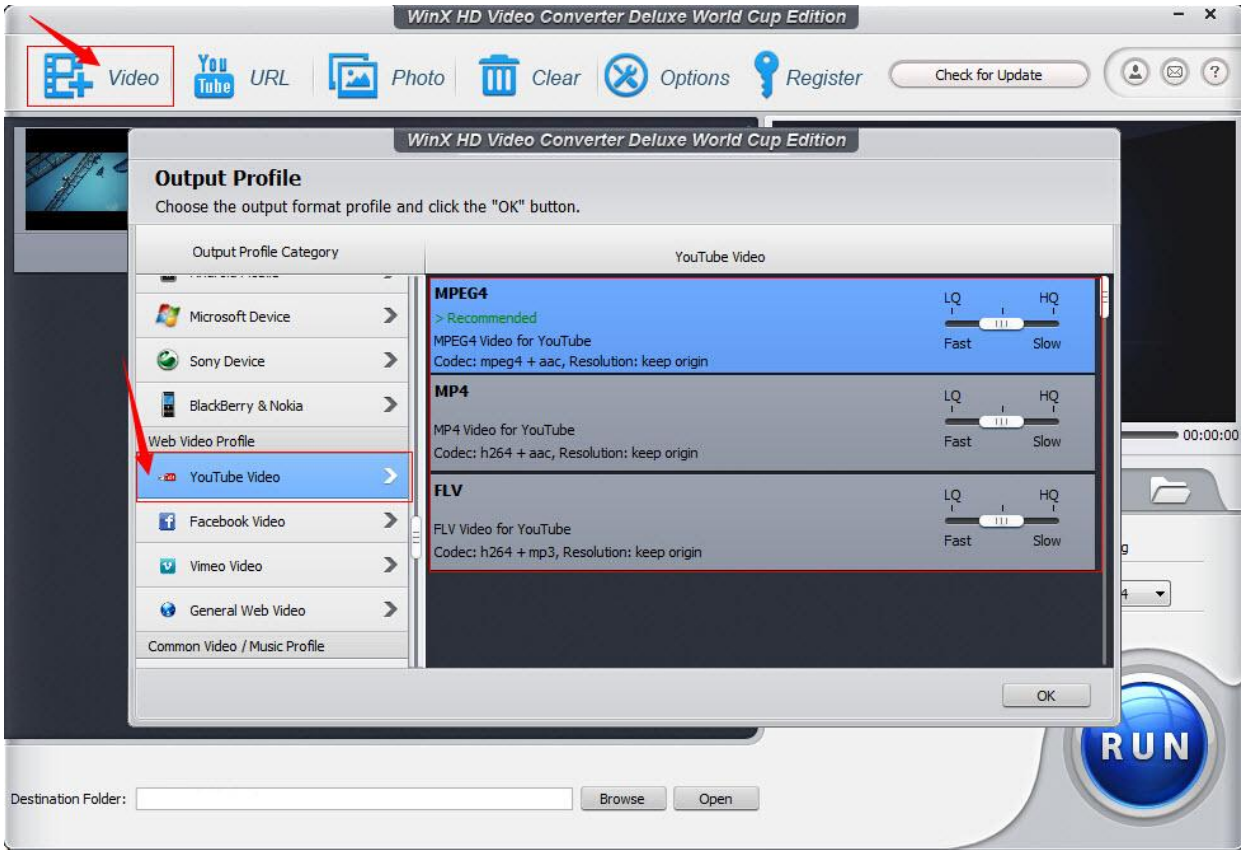 WinX HD Video Converter Deluxe World Cup Edition
Video
You Tube
URL
Photo
Clear
Options
Register
Check for Update
?
WinX HD Video Converter Deluxe World Cup Edition
Output Profile
Choose the output format profile and click the "OK" button.
Output Profile Category
YouTube Video
Microsoft Device
Sony Device
BlackBerry & Nokia
Web Video Profile
YouTube Video
Facebook Video
Vimeo Video
General Web Video
Common Video / Music Profile
MPEG4
> Recommended
MPEG4 Video for YouTube
Codec: mpeg4 + aac, Resolution: keep origin
LQ HQ
Fast Slow
MP4
MP4 Video for YouTube
Codec: h264 + aac, Resolution: keep origin
LQ HQ
Fast Slow
FLV
FLV Video for YouTube
Codec: h264 + mp3, Resolution: keep origin
LQ HQ
Fast Slow
00:00:00
g
4
OK
RUN
Destination Folder:
Browse
Open